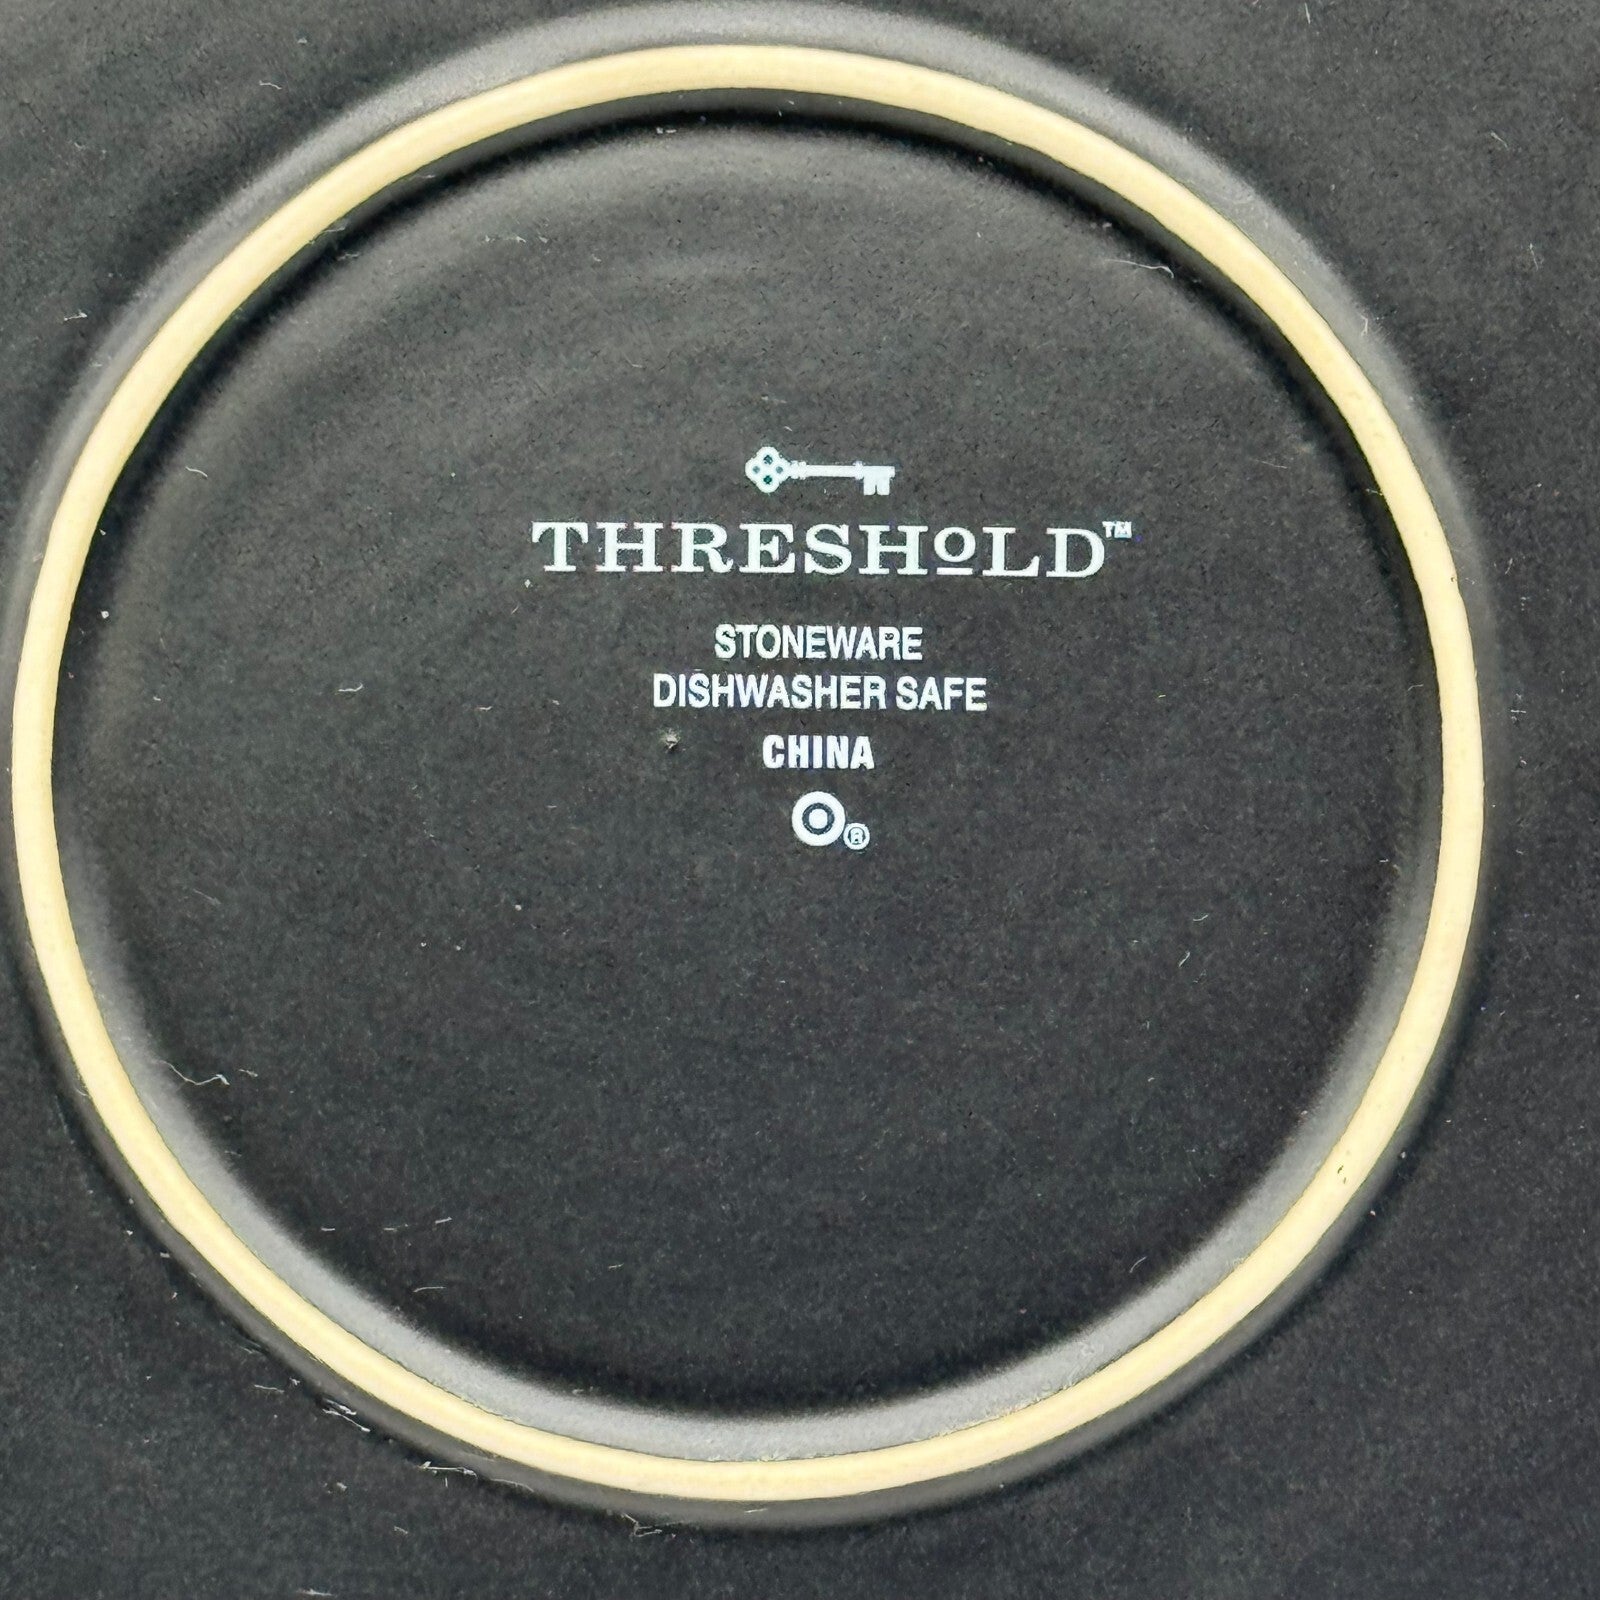 THRESHOLD™
STONEWARE
DISHWASHER SAFE
CHINA
®